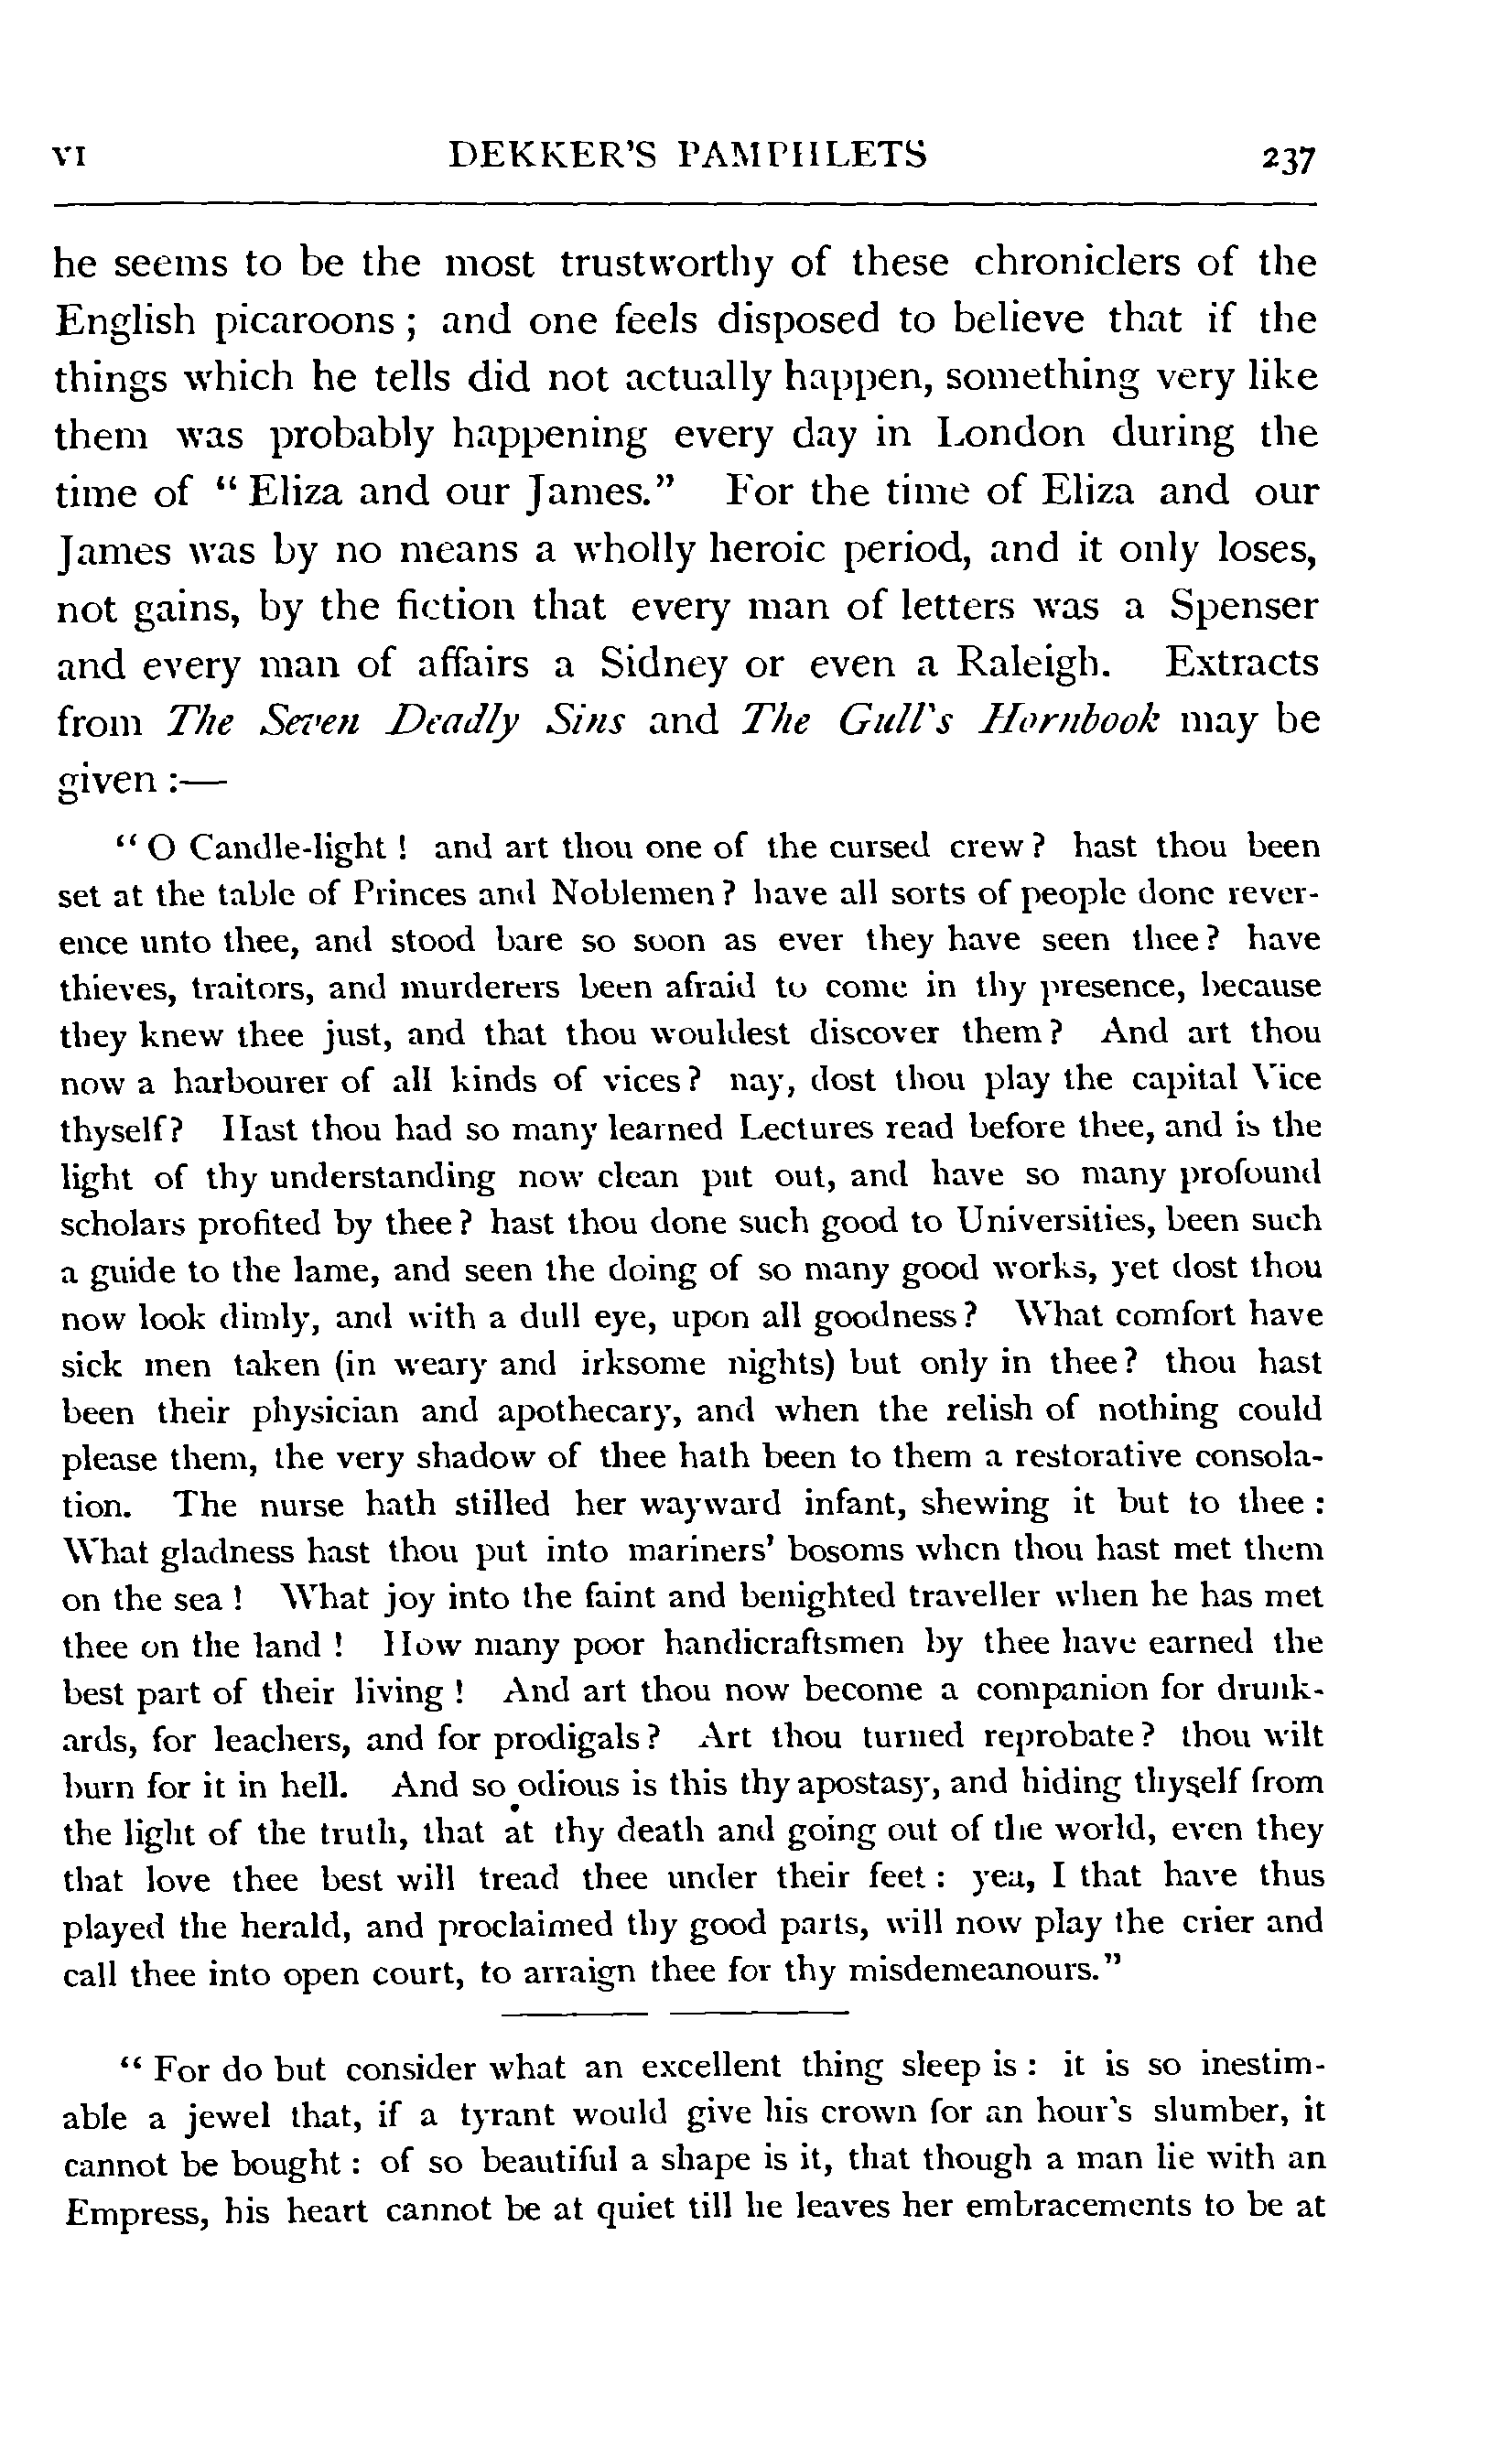 VI DEKKER'S PAMPHLETS 237
he seems to be the most trustworthy of these chroniclers of the
English picaroons ; and one feels disposed to believe that if the
things which he tells did not actually happen, something very like
them was probably happening every day in London during the
time of " Eliza and our James." For the time of Eliza and our
James was by no means a wholly heroic period, and it only loses,
not gains, by the fiction that every man of letters was a Spenser
and every man of affairs a Sidney or even a Raleigh. Extracts
from The Seven Deadly Sins and The Gull's Hornbook may be
given :—
" O Candle-light ! and art thou one of the cursed crew ? hast thou been
set at the table of Princes and Noblemen ? have all sorts of people done rever-
ence unto thee, and stood bare so soon as ever they have seen thee ? have
thieves, traitors, and murderers been afraid to come in thy presence, because
they knew thee just, and that thou wouldest discover them ? And art thou
now a harbourer of all kinds of vices ? nay, dost thou play the capital Vice
thyself? Hast thou had so many learned Lectures read before thee, and is the
light of thy understanding now clean put out, and have so many profound
scholars profited by thee ? hast thou done such good to Universities, been such
a guide to the lame, and seen the doing of so many good works, yet dost thou
now look dimly, and with a dull eye, upon all goodness ? What comfort have
sick men taken (in weary and irksome nights) but only in thee ? thou hast
been their physician and apothecary, and when the relish of nothing could
please them, the very shadow of thee hath been to them a restorative consola-
tion. The nurse hath stilled her wayward infant, shewing it but to thee :
What gladness hast thou put into mariners' bosoms when thou hast met them
on the sea ! What joy into the faint and benighted traveller when he has met
thee on the land ! How many poor handicraftsmen by thee have earned the
best part of their living ! And art thou now become a companion for drunk-
ards, for leachers, and for prodigals ? Art thou turned reprobate ? thou wilt
burn for it in hell. And so odious is this thy apostasy, and hiding thyself from
the light of the truth, that at thy death and going out of the world, even they
that love thee best will tread thee under their feet : yea, I that have thus
played the herald, and proclaimed thy good parts, will now play the crier and
call thee into open court, to arraign thee for thy misdemeanours."
" For do but consider what an excellent thing sleep is : it is so inestim-
able a jewel that, if a tyrant would give his crown for an hour's slumber, it
cannot be bought : of so beautiful a shape is it, that though a man lie with an
Empress, his heart cannot be at quiet till he leaves her embracements to be at